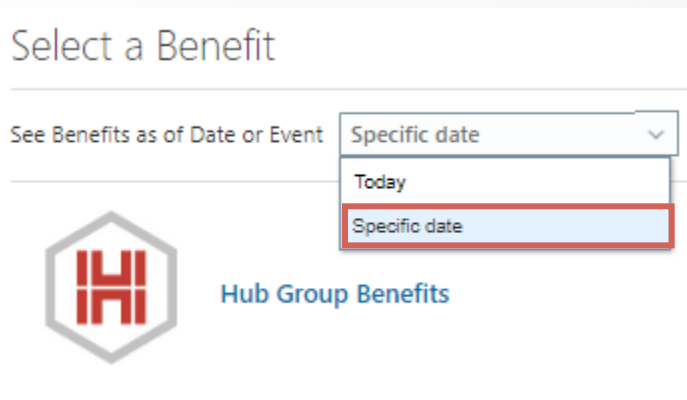 Select a Benefit
See Benefits as of Date or Event Specific date
Today
Specific date
H
Hub Group Benefits